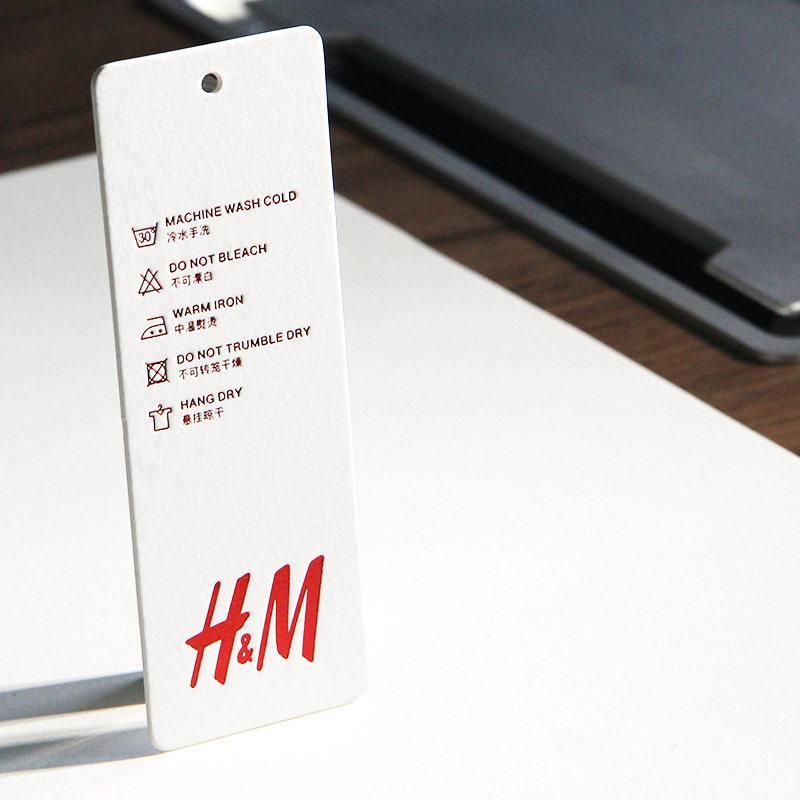 MACHINE WASH COLD
30°
冷水手洗
DO NOT BLEACH
不可漂白
WARM IRON
中温熨烫
DO NOT TRUMBLE DRY
不可转笼干燥
HANG DRY
悬挂晾干
H&M